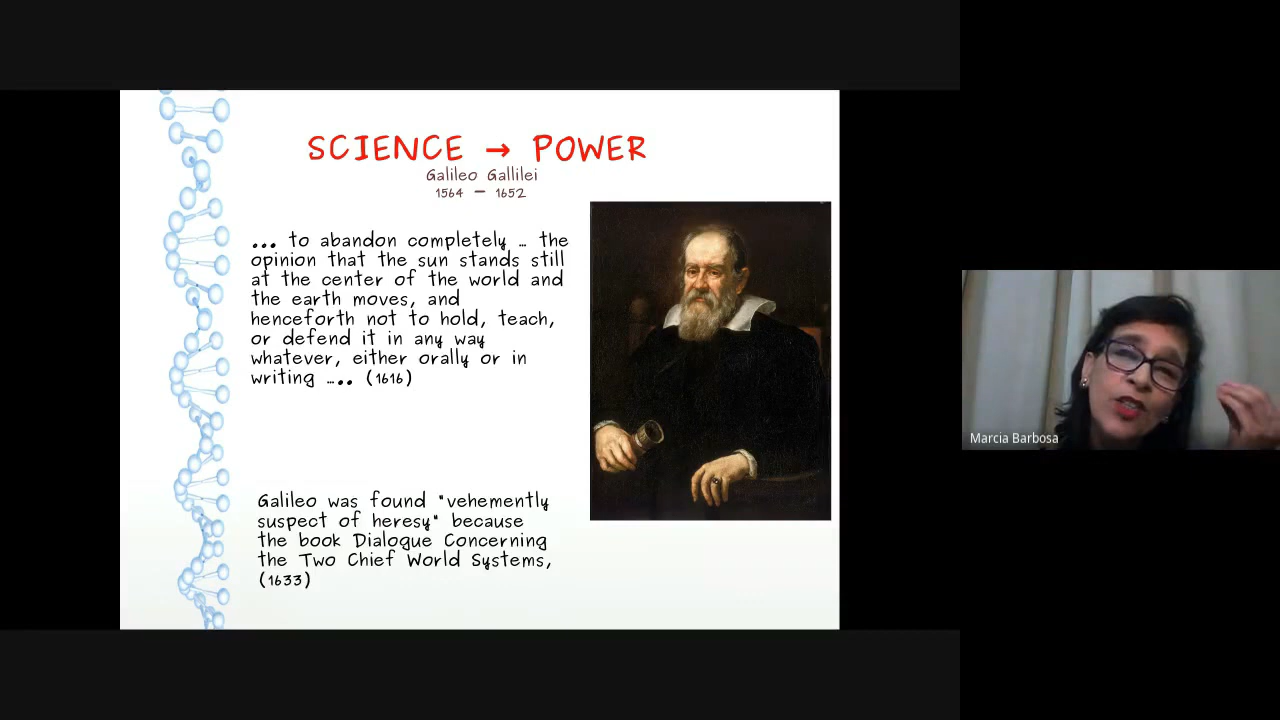 SCIENCE → POWER
Galileo Gallilei
1564 – 1652
... to abandon completely … the
opinion that the sun stands still
at the center of the world and
the earth moves, and
henceforth not to hold, teach,
or defend it in any way
whatever, either orally or in
writing ….. (1616)
Galileo was found "vehemently
suspect of heresy" because
the book Dialogue Concerning
the Two Chief World Systems,
(1633)
Marcia Barbosa